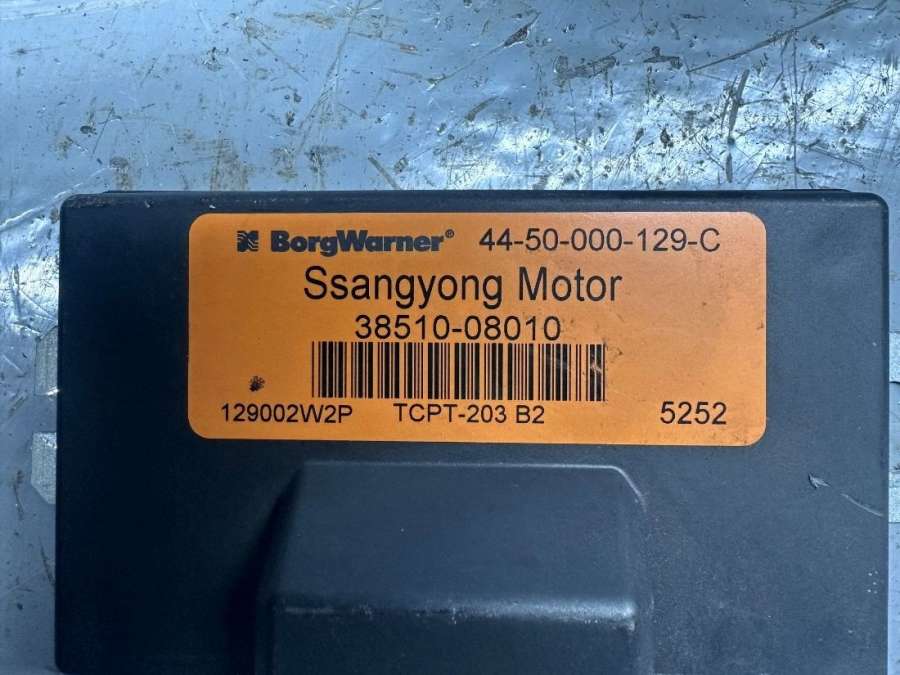 BorgWarner® 44-50-000-129-C
Ssangyong Motor
38510-08010
129002W2P TCPT-203 B2 5252